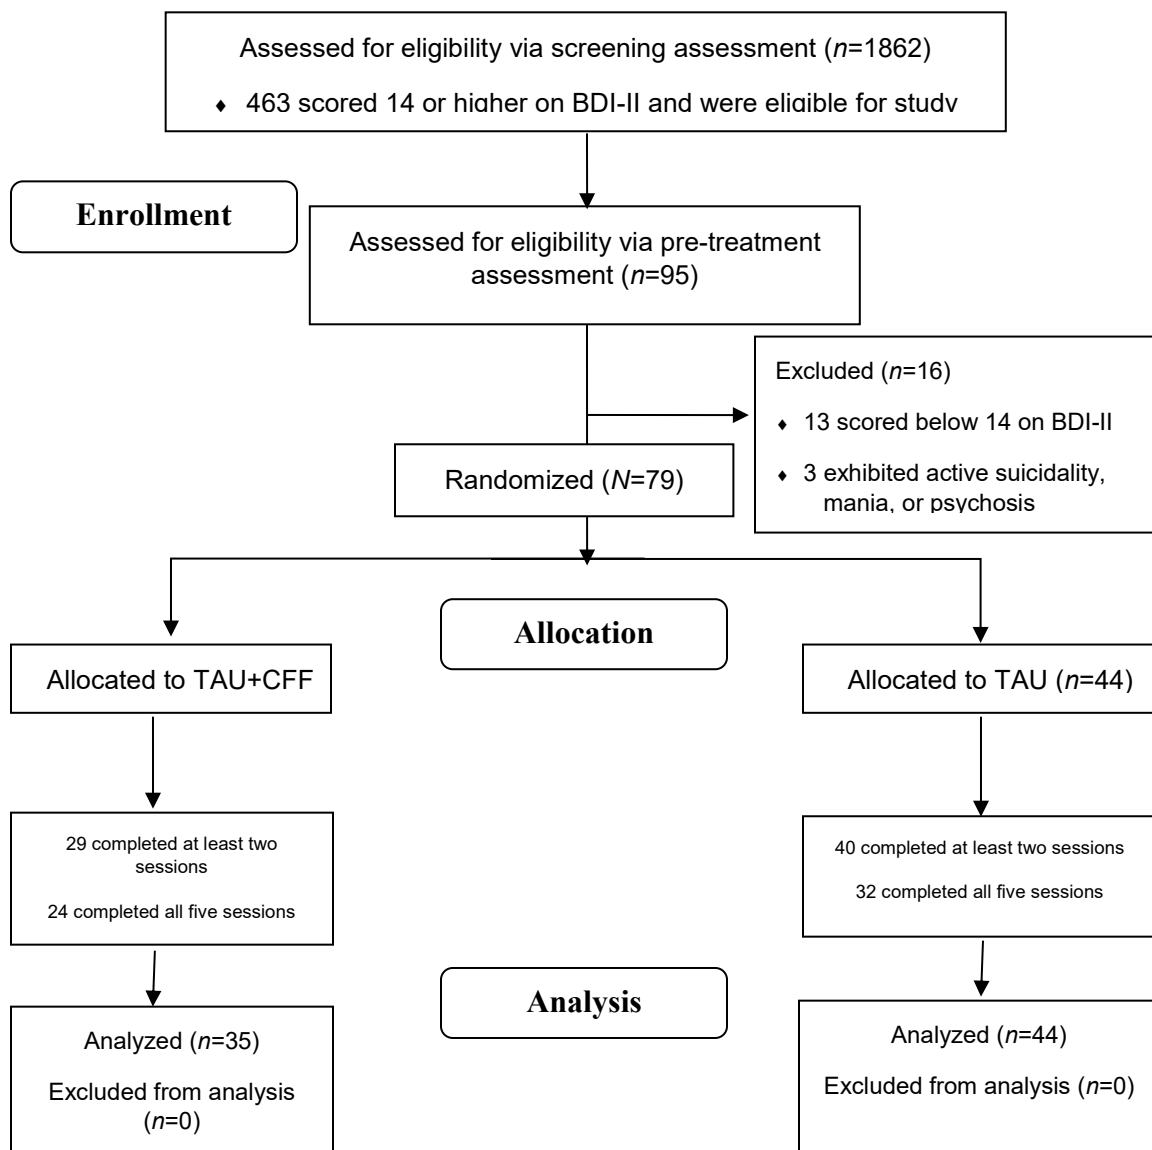 Assessed for eligibility via screening assessment (n=1862)
♦ 463 scored 14 or higher on BDI-II and were eligible for study
Enrollment
Assessed for eligibility via pre-treatment
assessment (n=95)
Excluded (n=16)
♦ 13 scored below 14 on BDI-II
♦ 3 exhibited active suicidality,
mania, or psychosis
Randomized (N=79)
Allocation
Allocated to TAU+CFF
Allocated to TAU (n=44)
29 completed at least two
sessions
24 completed all five sessions
40 completed at least two sessions
32 completed all five sessions
Analysis
Analyzed (n=35)
Excluded from analysis
(n=0)
Analyzed (n=44)
Excluded from analysis (n=0)